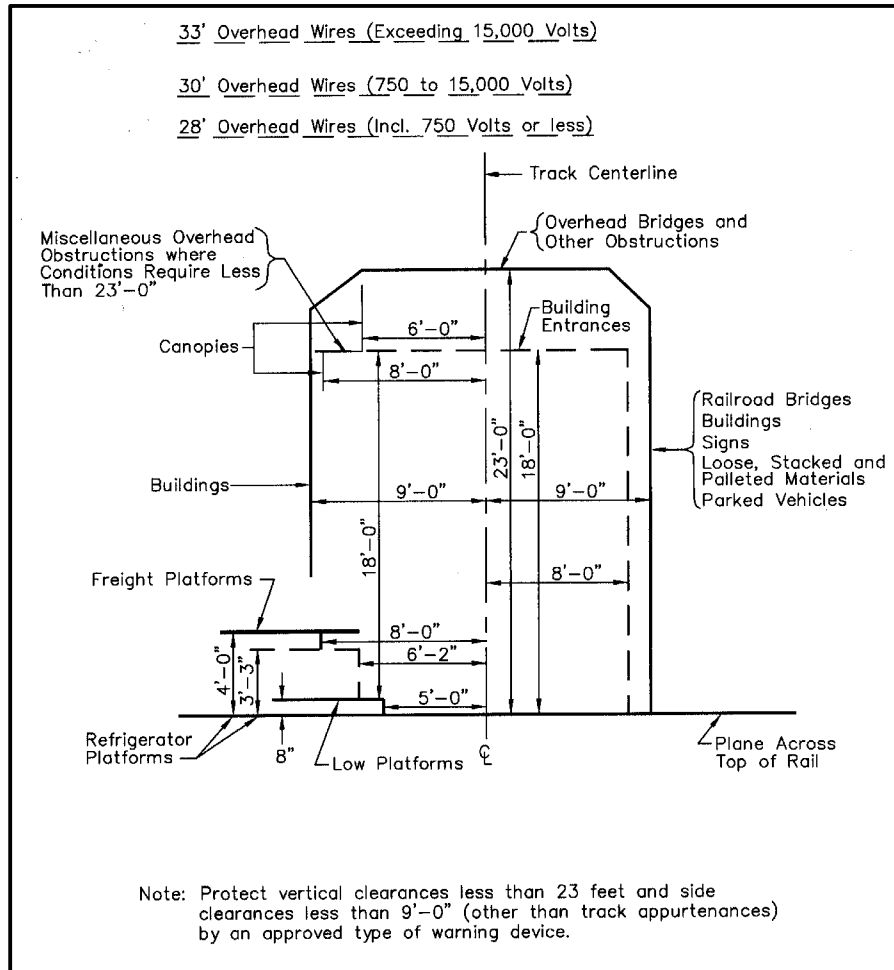 33' Overhead Wires (Exceeding 15,000 Volts)
30' Overhead Wires (750 to 15,000 Volts)
28' Overhead Wires (Incl. 750 Volts or less)
Track Centerline
Overhead Bridges and
Other Obstructions
Miscellaneous Overhead
Obstructions where
Conditions Require Less
Than 23'-0"
Building
Entrances
6'-0"
Canopies
8'-0"
Railroad Bridges
Buildings
Signs
Loose, Stacked and
Palleted Materials
Parked Vehicles
23'-0"
18'-0"
Buildings
9'-0"
9'-0"
18'-0"
8'-0"
Freight Platforms
8'-0"
6'-2"
4'-0"
3'-3"
5'-0"
Refrigerator
Platforms
8"
Low Platforms
℄
Plane Across
Top of Rail
Note: Protect vertical clearances less than 23 feet and side
clearances less than 9'-0" (other than track appurtenances)
by an approved type of warning device.